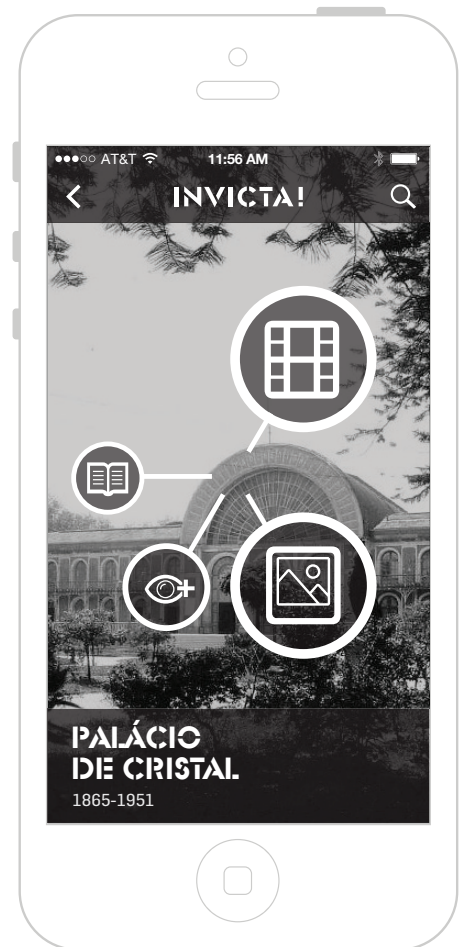 AT&T 11:56 AM
INVICTA!
PALÁCIO
DE CRISTAL
1865-1951